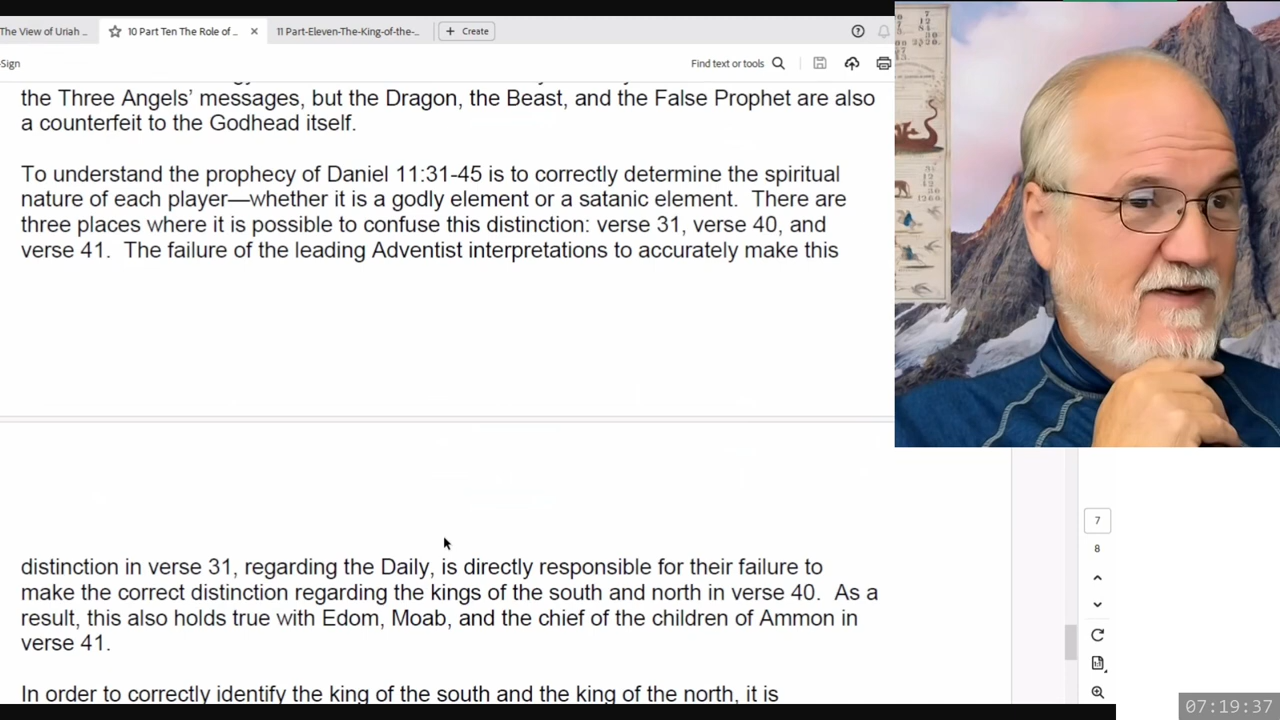 The View of Uriah ...
10 Part Ten The Role of ...
11 Part-Eleven-The-King-of-the-...
Create
-Sign
Find text or tools
the Three Angels' messages, but the Dragon, the Beast, and the False Prophet are also
a counterfeit to the Godhead itself.
To understand the prophecy of Daniel 11:31-45 is to correctly determine the spiritual
nature of each player—whether it is a godly element or a satanic element.  There are
three places where it is possible to confuse this distinction: verse 31, verse 40, and
verse 41.  The failure of the leading Adventist interpretations to accurately make this
distinction in verse 31, regarding the Daily, is directly responsible for their failure to
make the correct distinction regarding the kings of the south and north in verse 40.  As a
result, this also holds true with Edom, Moab, and the chief of the children of Ammon in
verse 41.
In order to correctly identify the king of the south and the king of the north, it is
7
8
07:19:37